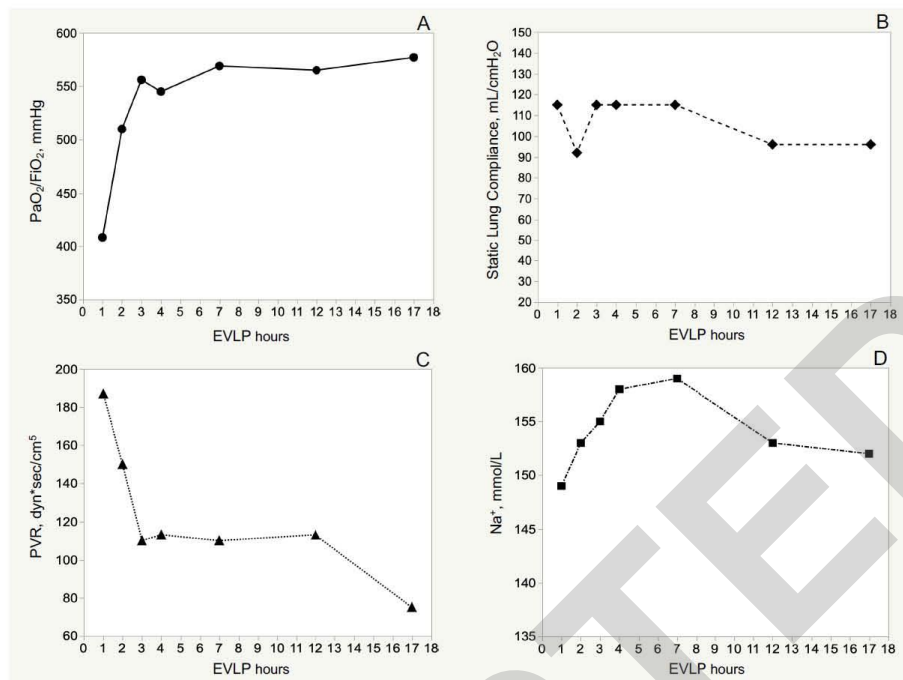 A
600
550
500
450
400
350
PaO₂/FiO₂, mmHg
0 1 2 3 4 5 6 7 8 9 10 11 12 13 14 15 16 17 18
EVLP hours
B
150
140
130
120
110
100
90
80
70
60
50
40
30
20
Static Lung Compliance, mL/cmH₂O
0 1 2 3 4 5 6 7 8 9 10 11 12 13 14 15 16 17 18
EVLP hours
C
200
180
160
140
120
100
80
60
PVR, dyn*sec/cm⁵
0 1 2 3 4 5 6 7 8 9 10 11 12 13 14 15 16 17 18
EVLP hours
D
160
155
150
145
140
135
Na⁺, mmol/L
0 1 2 3 4 5 6 7 8 9 10 11 12 13 14 15 16 17 18
EVLP hours